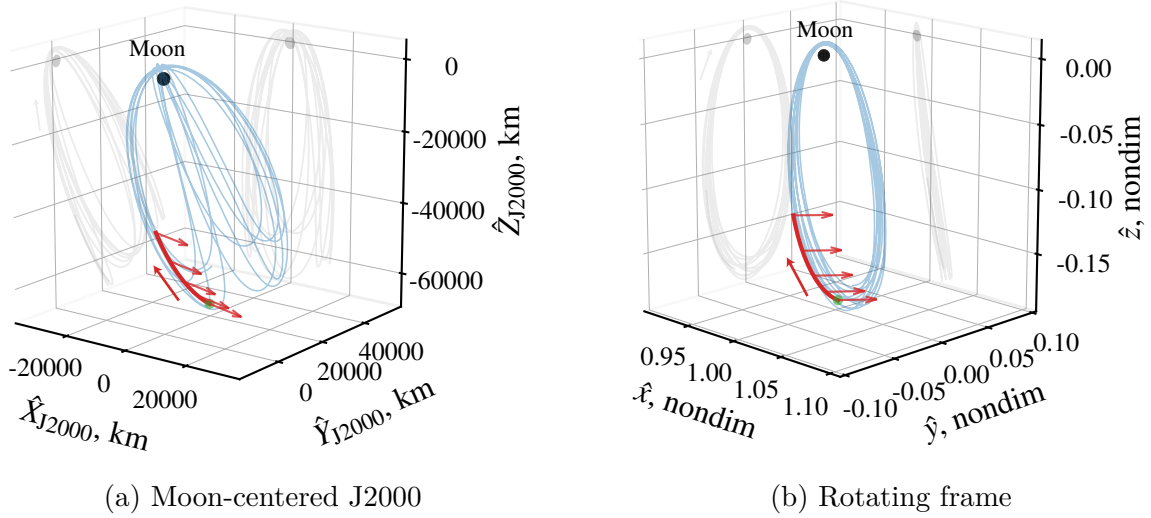 Moon
0
-20000
-40000
-60000
Ẑ_J2000, km
-20000
0
20000
X̂_J2000, km
0
20000
40000
Ŷ_J2000, km
(a) Moon-centered J2000
Moon
0.00
-0.05
-0.10
-0.15
ẑ, nondim
0.95
1.00
1.05
1.10
x̂, nondim
-0.10
-0.05
0.00
0.05
-0.10
ŷ, nondim
(b) Rotating frame